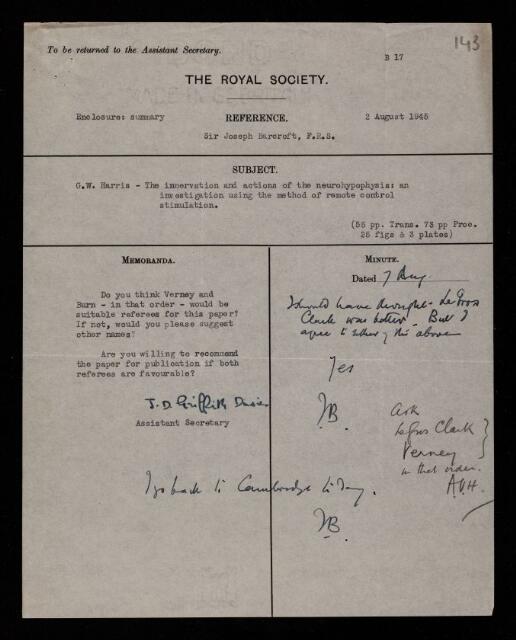 To be returned to the Assistant Secretary.
143
B 17
THE ROYAL SOCIETY.
Enclosure: summary
REFERENCE.
2 August 1945
Sir Joseph Barcroft, F.R.S.
SUBJECT.
G.W. Harris - The innervation and actions of the neurohypophysis: an
investigation using the method of remote control
stimulation.
(55 pp. Trans. 73 pp Proc.
25 figs & 3 plates)
MEMORANDA.
Do you think Verney and
Burn - in that order - would be
suitable referees for this paper?
If not, would you please suggest
other names?
Are you willing to recommend
the paper for publication if both
referees are favourable?
J. D. Griffith Davies
Assistant Secretary
MINUTE.
Dated 7 Aug.
I should have thought Le Gros
Clark was better. But I
agree to either of the above
Yes
JB
Ask
Le Gros Clark
Verney
in that order.
A.V.H.
I go back to Cambridge to day.
JB